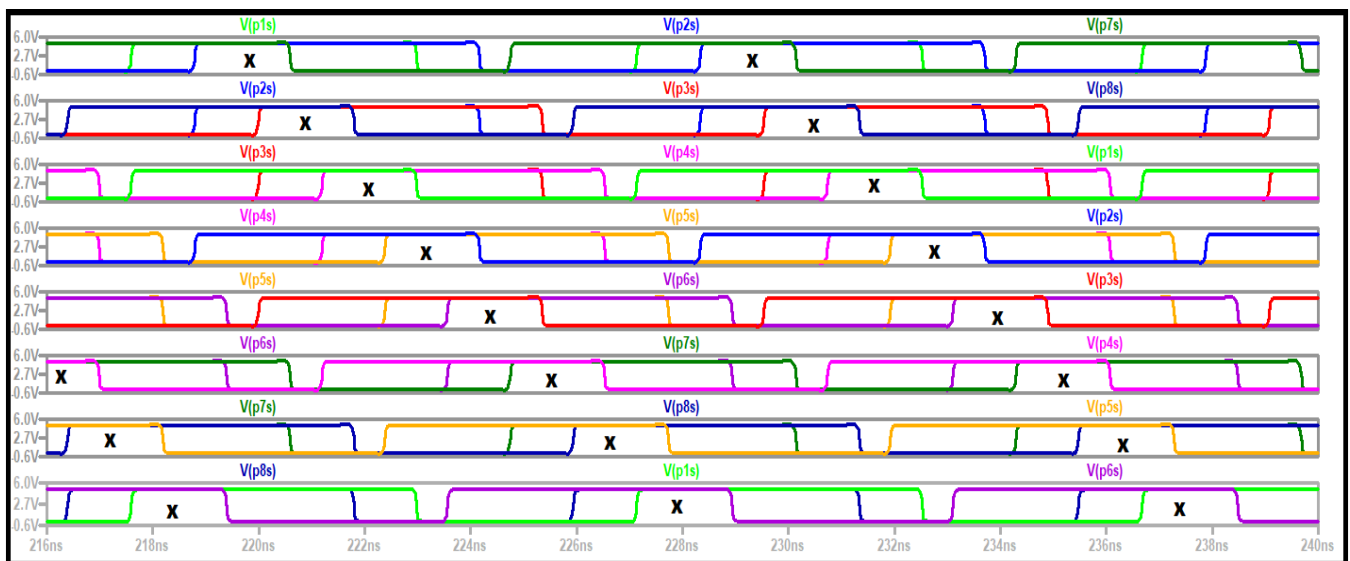 V(p1s) V(p2s) V(p7s)
6.0V
2.7V
-0.6V
x x
V(p2s) V(p3s) V(p8s)
6.0V
2.7V
-0.6V
x x
V(p3s) V(p4s) V(p1s)
6.0V
2.7V
-0.6V
x x
V(p4s) V(p5s) V(p2s)
6.0V
2.7V
-0.6V
x x
V(p5s) V(p6s) V(p3s)
6.0V
2.7V
-0.6V
x x
V(p6s) V(p7s) V(p4s)
6.0V
2.7V
-0.6V
x x x
V(p7s) V(p8s) V(p5s)
6.0V
2.7V
-0.6V
x x x
V(p8s) V(p1s) V(p6s)
6.0V
2.7V
-0.6V
x x x
216ns 218ns 220ns 222ns 224ns 226ns 228ns 230ns 232ns 234ns 236ns 238ns 240ns